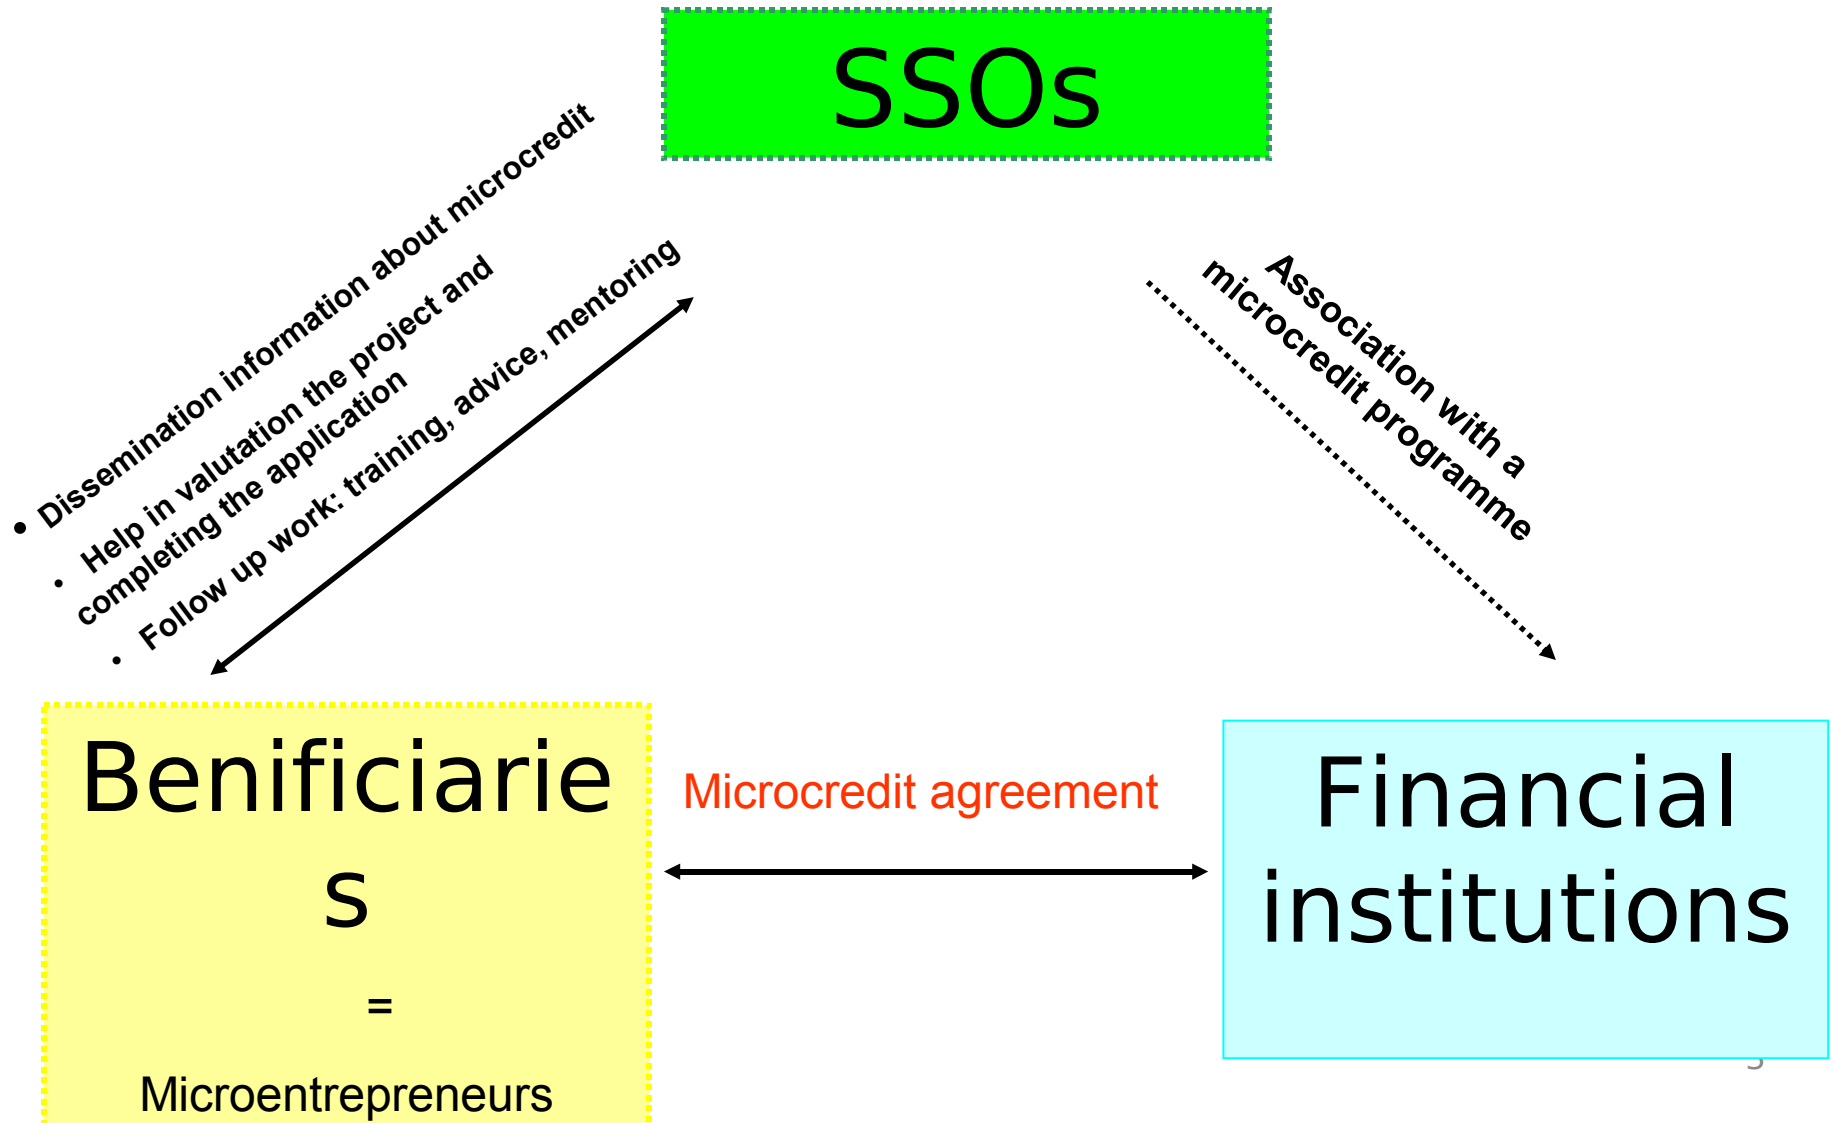 SSOs
• Dissemination information about microcredit
• Help in valutation the project and
completing the application
• Follow up work: training, advice, mentoring
Association with a
microcredit programme
Benificiarie
s
=
Microentrepreneurs
Microcredit agreement
Financial
institutions